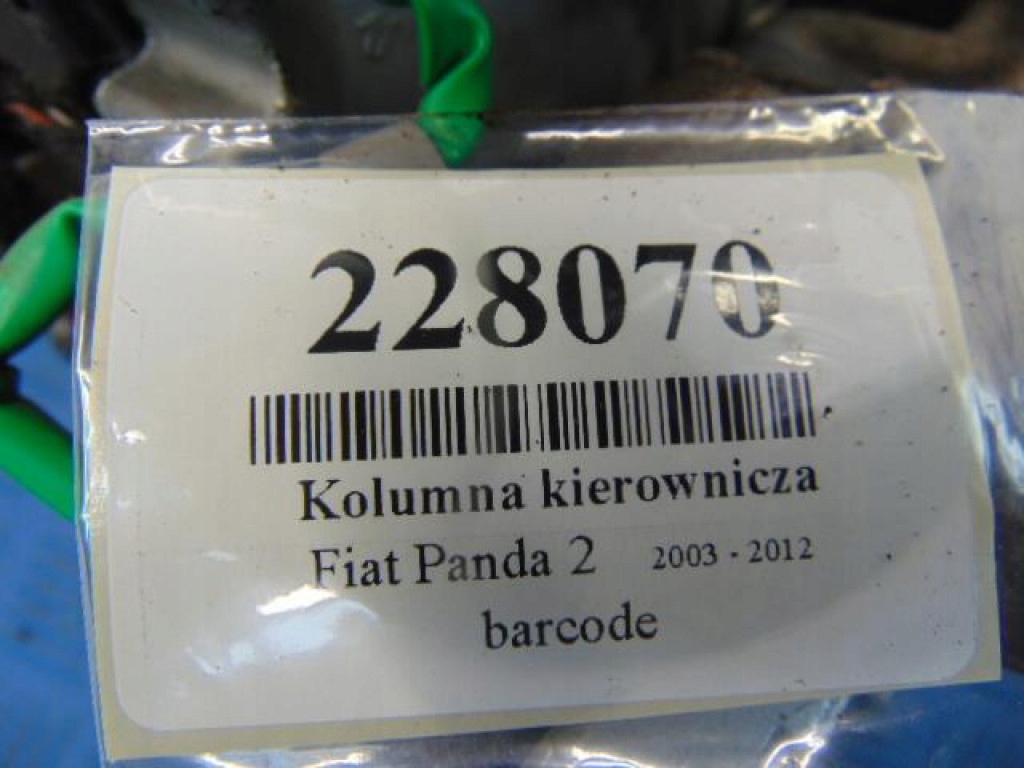 228070
Kolumna kierownicza
Fiat Panda 2 2003 - 2012
barcode